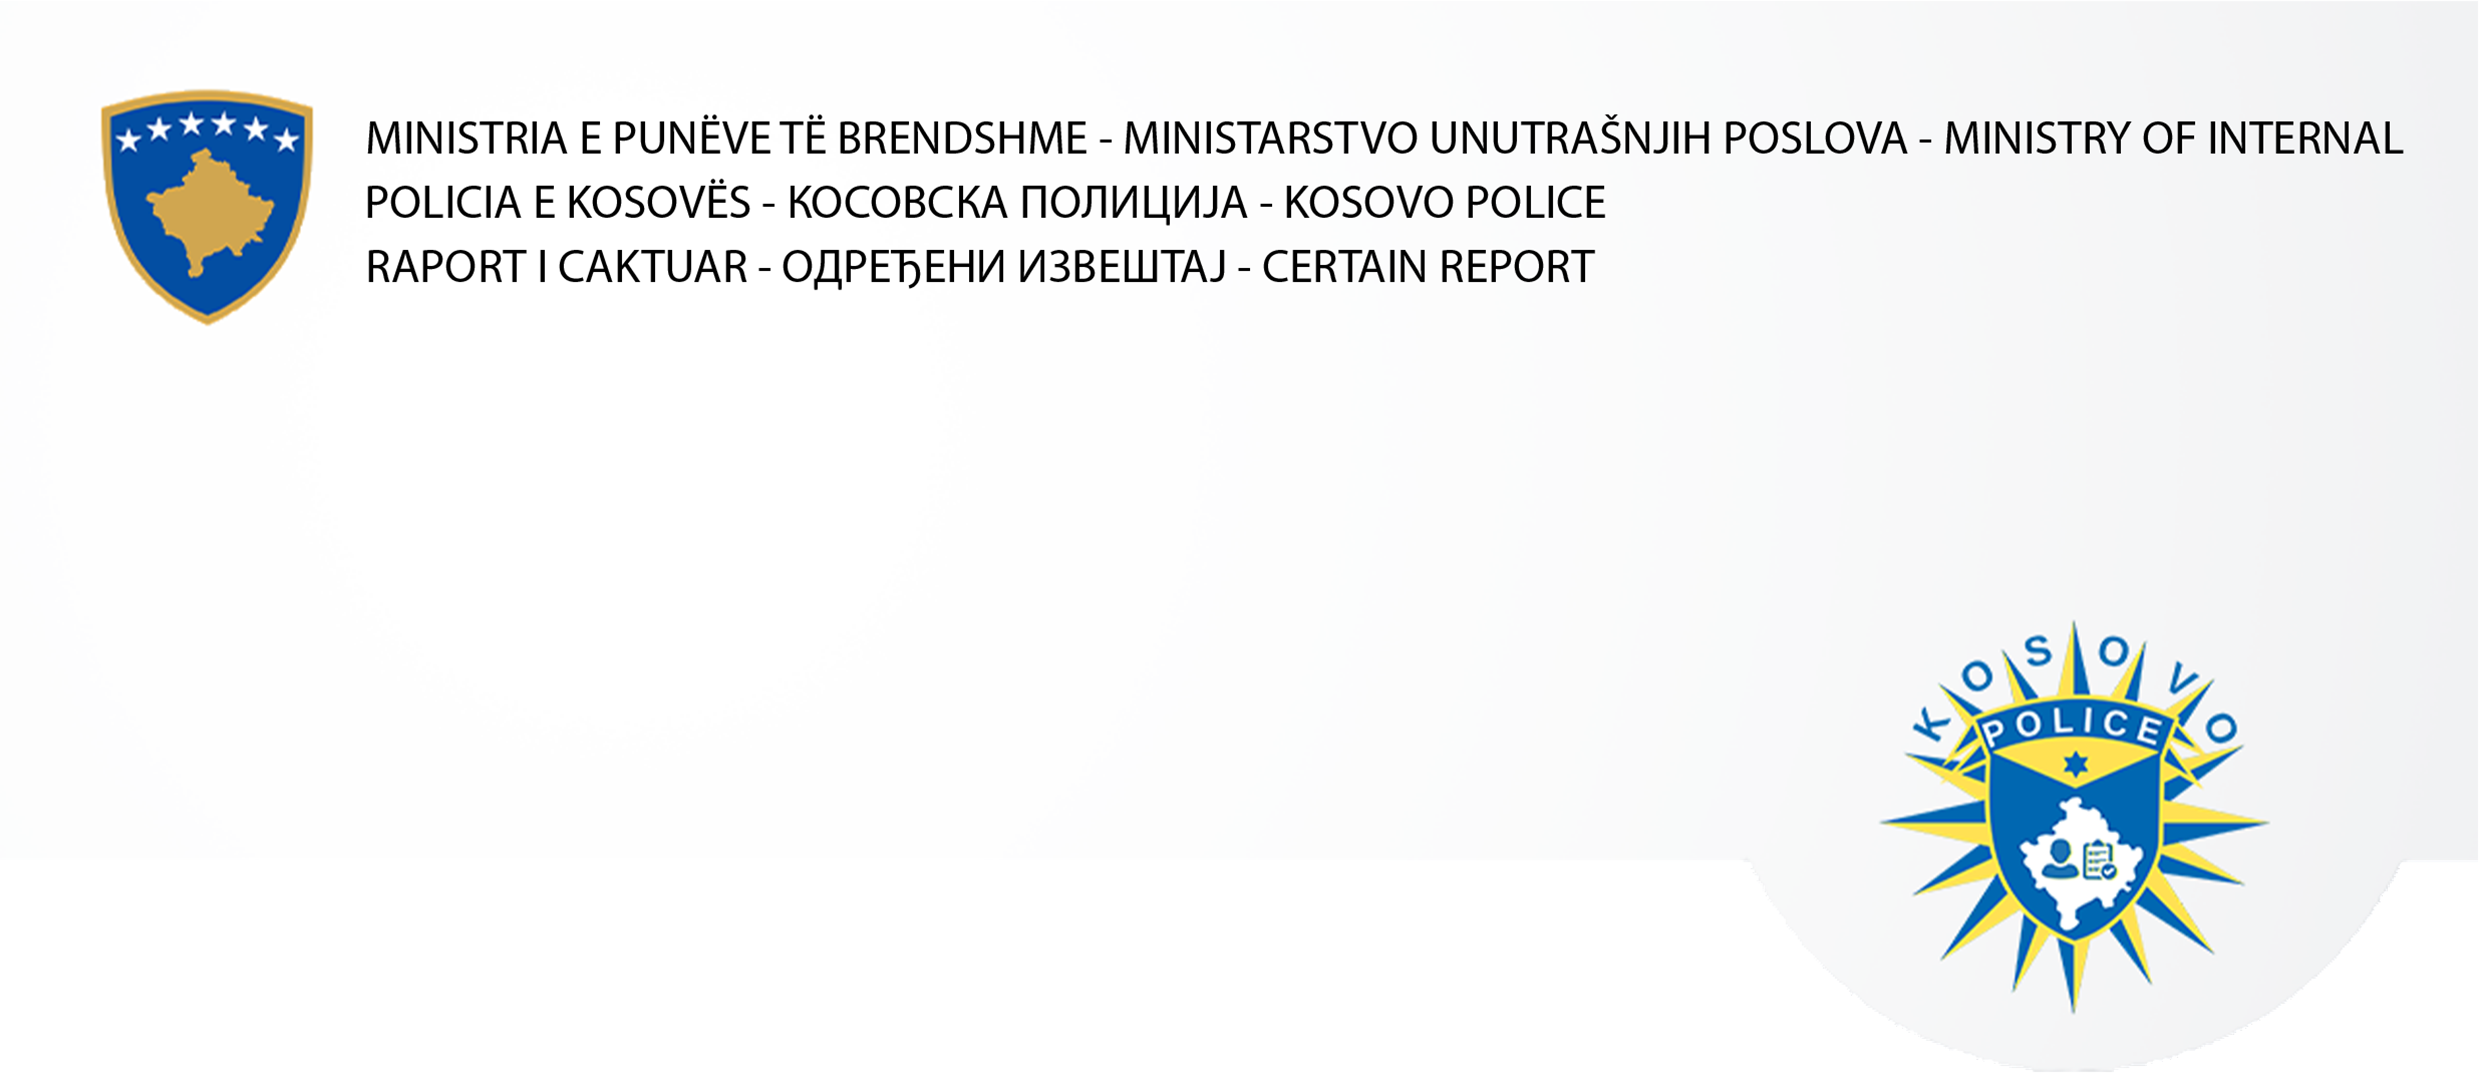 MINISTRIA E PUNËVE TË BRENDSHME - MINISTARSTVO UNUTRAŠNJIH POSLOVA - MINISTRY OF INTERNAL
POLICIA E KOSOVËS - КОСОВСКА ПОЛИЦИЈА - KOSOVO POLICE
RAPORT I CAKTUAR - ОДРЕЂЕНИ ИЗВЕШТАЈ - CERTAIN REPORT
KOSOVO
POLICE